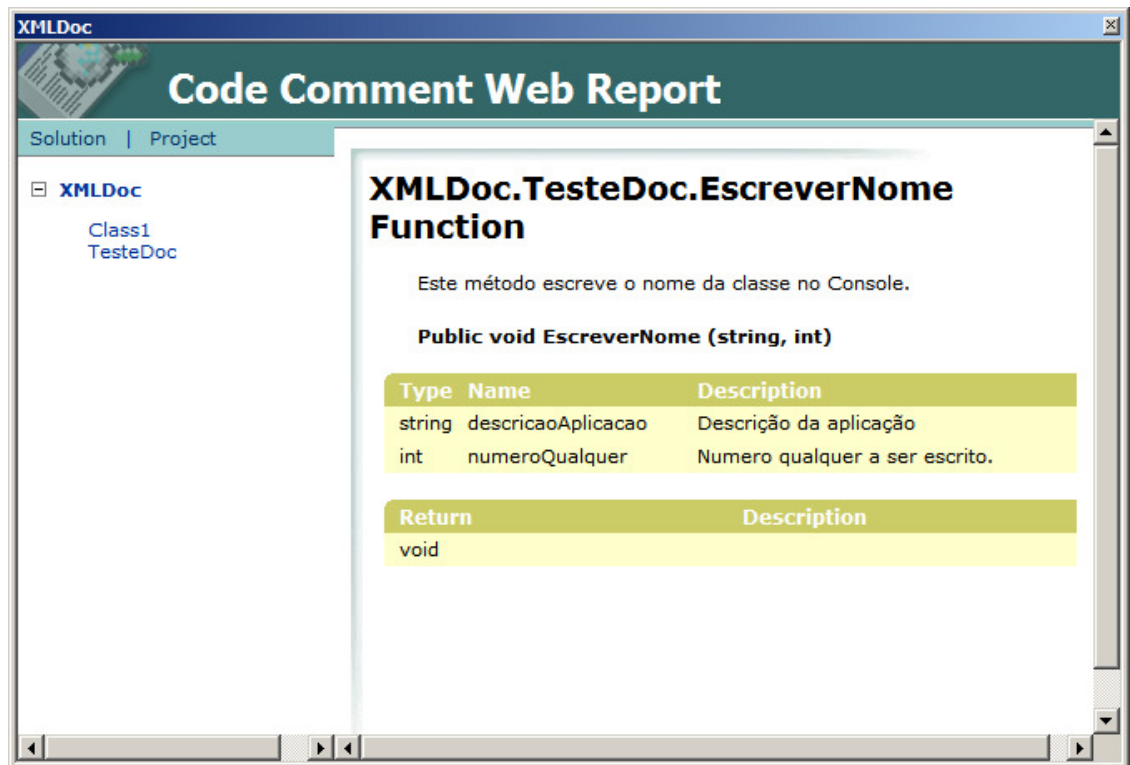 XMLDoc
Code Comment Web Report
Solution | Project
XMLDoc
Class1
TesteDoc
XMLDoc.TesteDoc.EscreverNome
Function
Este método escreve o nome da classe no Console.
Public void EscreverNome (string, int)
Type Name Description
string descricaoAplicacao Descrição da aplicação
int numeroQualquer Numero qualquer a ser escrito.
Return Description
void